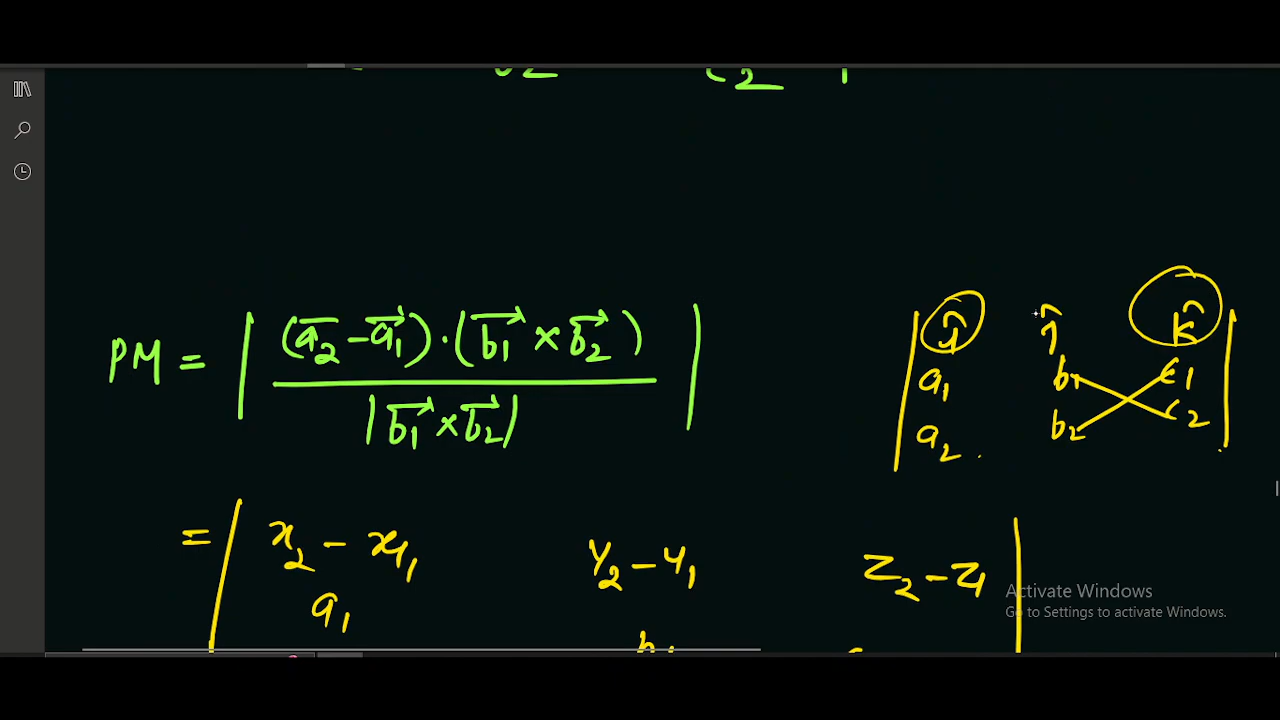 PM = | (a₂ − a₁) · (b₁ × b₂) / |b₁ × b₂| |
| î ĵ k̂ |
| a₁ b₁ c₁ |
| a₂ b₂ c₂ |
= | x₂ − x₁ y₂ − y₁ z₂ − z₁ |
a₁
Activate Windows
Go to Settings to activate Windows.